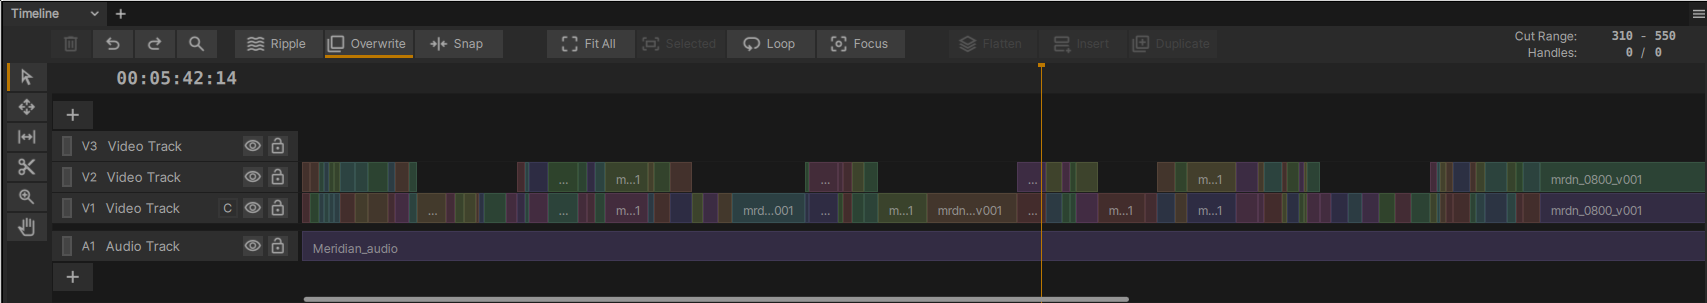 Timeline
Ripple Overwrite Snap Fit All Selected Loop Focus Flatten Insert Duplicate Cut Range: 310 - 550
Handles: 0 / 0
00:05:42:14
V3 Video Track
V2 Video Track ... m...1 ... ... m...1 mrdn_0800_v001
V1 Video Track C ... ... m...1 mrd...001 ... m...1 mrdn...v001 ... m...1 m...1 mrdn_0800_v001
A1 Audio Track Meridian_audio